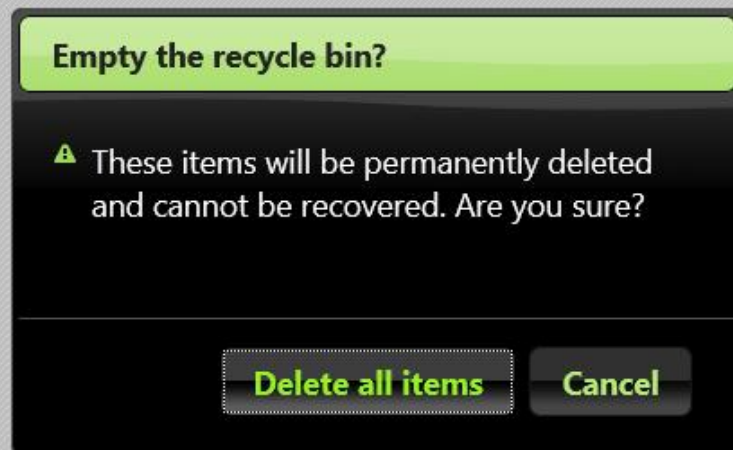 Empty the recycle bin?
These items will be permanently deleted
and cannot be recovered. Are you sure?
Delete all items
Cancel